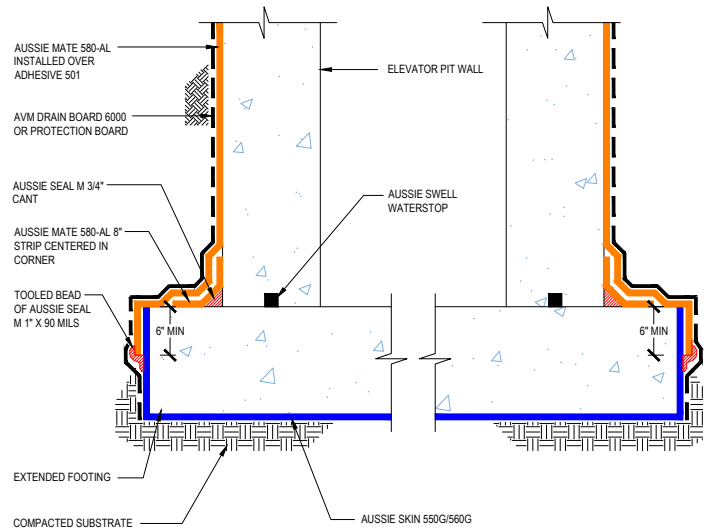 AUSSIE MATE 580-AL
INSTALLED OVER
ADHESIVE 501
ELEVATOR PIT WALL
AVM DRAIN BOARD 6000
OR PROTECTION BOARD
AUSSIE SEAL M 3/4"
CANT
AUSSIE SWELL
WATERSTOP
AUSSIE MATE 580-AL 8"
STRIP CENTERED IN
CORNER
TOOLED BEAD
OF AUSSIE SEAL
M 1" X 90 MILS
6" MIN
6" MIN
EXTENDED FOOTING
COMPACTED SUBSTRATE
AUSSIE SKIN 550G/560G